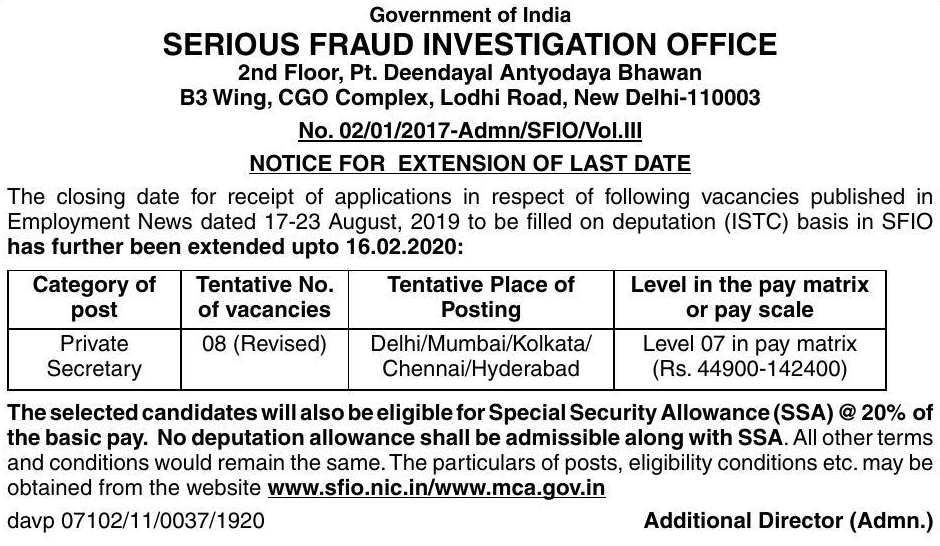 Government of India
SERIOUS FRAUD INVESTIGATION OFFICE
2nd Floor, Pt. Deendayal Antyodaya Bhawan
B3 Wing, CGO Complex, Lodhi Road, New Delhi-110003
No. 02/01/2017-Admn/SFIO/Vol.III
NOTICE FOR EXTENSION OF LAST DATE
The closing date for receipt of applications in respect of following vacancies published in
Employment News dated 17-23 August, 2019 to be filled on deputation (ISTC) basis in SFIO
has further been extended upto 16.02.2020:
Category of post Tentative No. of vacancies Tentative Place of Posting Level in the pay matrix or pay scale
Private Secretary 08 (Revised) Delhi/Mumbai/Kolkata/Chennai/Hyderabad Level 07 in pay matrix (Rs. 44900-142400)
The selected candidates will also be eligible for Special Security Allowance (SSA) @ 20% of
the basic pay. No deputation allowance shall be admissible along with SSA. All other terms
and conditions would remain the same. The particulars of posts, eligibility conditions etc. may be
obtained from the website www.sfio.nic.in/www.mca.gov.in
davp 07102/11/0037/1920 Additional Director (Admn.)